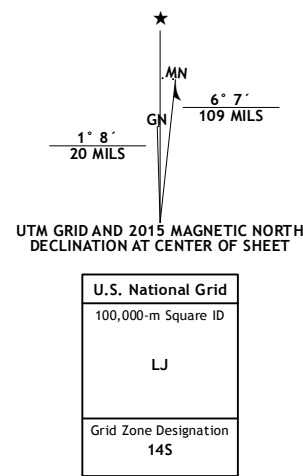 ★
MN
GN
6° 7´
109 MILS
1° 8´
20 MILS
UTM GRID AND 2015 MAGNETIC NORTH
DECLINATION AT CENTER OF SHEET
U.S. National Grid
100,000-m Square ID
LJ
Grid Zone Designation
14S